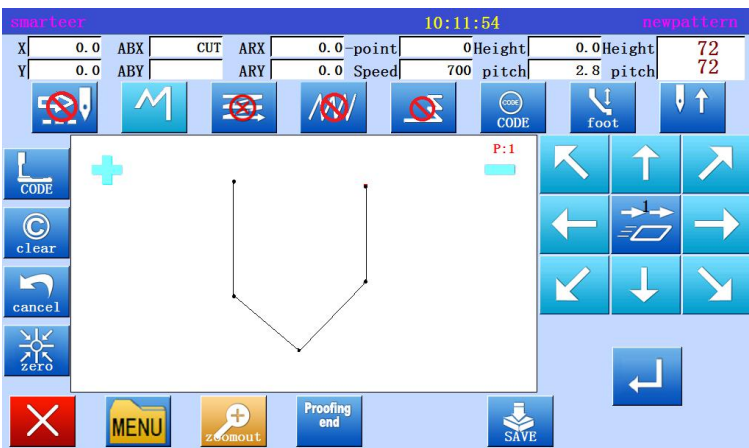 smarteer 10:11:54 newpattern
X 0.0 ABX CUT ARX 0.0 -point 0 Height 0.0 Height 72
Y 0.0 ABY ARY 0.0 Speed 700 pitch 2.8 pitch 72
CODE
CODE
foot
P:1
CODE
1
© clear
cancel
zero
MENU
zoomout
Proofing
end
SAVE